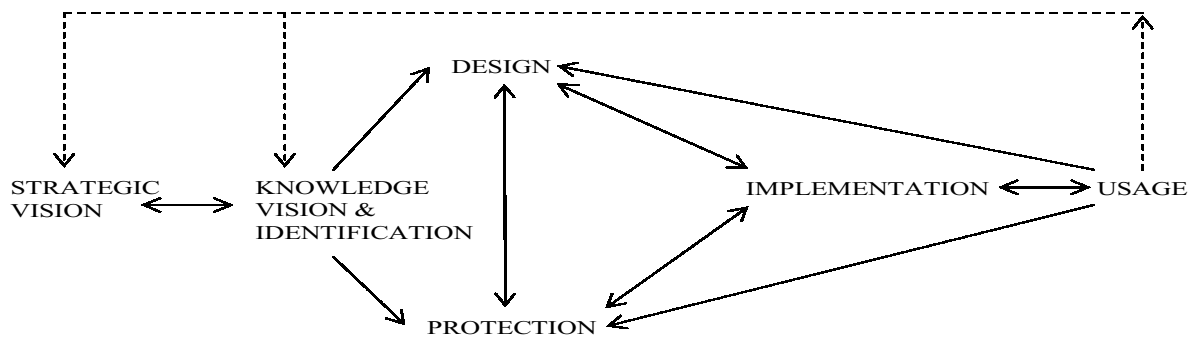 DESIGN
STRATEGIC
VISION
KNOWLEDGE
VISION &
IDENTIFICATION
IMPLEMENTATION
USAGE
PROTECTION